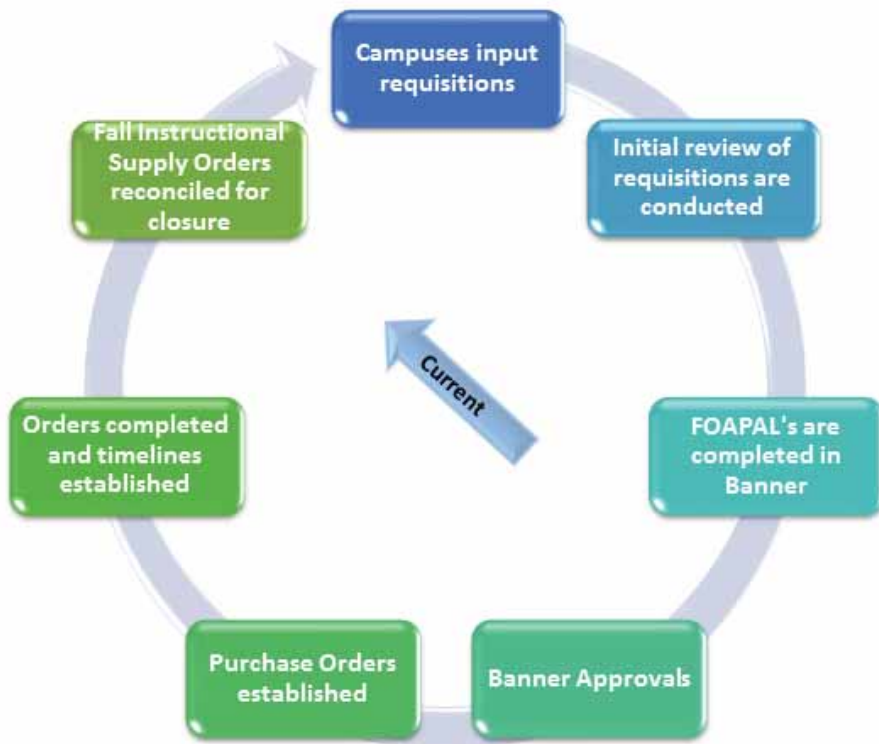 Campuses input
requisitions
Initial review of
requisitions are
conducted
FOAPAL's are
completed in
Banner
Banner Approvals
Purchase Orders
established
Orders completed
and timelines
established
Fall Instructional
Supply Orders
reconciled for
closure
Current